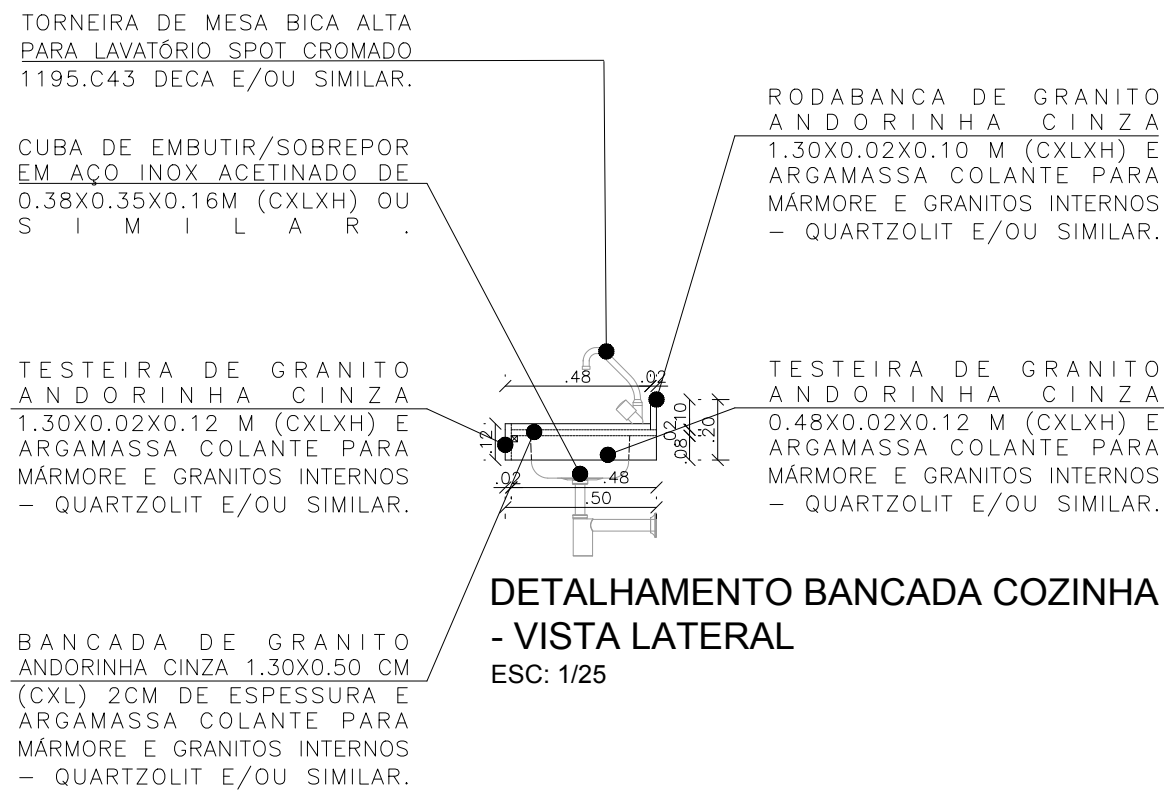 TORNEIRA DE MESA BICA ALTA
PARA LAVATÓRIO SPOT CROMADO
1195.C43 DECA E/OU SIMILAR.
CUBA DE EMBUTIR/SOBREPOR
EM AÇO INOX ACETINADO DE
0.38X0.35X0.16M (CXLXH) OU
S I M I L A R .
RODABANCA DE GRANITO
ANDORINHA CINZA
1.30X0.02X0.10 M (CXLXH) E
ARGAMASSA COLANTE PARA
MÁRMORE E GRANITOS INTERNOS
– QUARTZOLIT E/OU SIMILAR.
TESTEIRA DE GRANITO
ANDORINHA CINZA
1.30X0.02X0.12 M (CXLXH) E
ARGAMASSA COLANTE PARA
MÁRMORE E GRANITOS INTERNOS
– QUARTZOLIT E/OU SIMILAR.
.48
.02
.12
.10
.02
.08
.20
.02
.48
.50
TESTEIRA DE GRANITO
ANDORINHA CINZA
0.48X0.02X0.12 M (CXLXH) E
ARGAMASSA COLANTE PARA
MÁRMORE E GRANITOS INTERNOS
– QUARTZOLIT E/OU SIMILAR.
DETALHAMENTO BANCADA COZINHA
- VISTA LATERAL
ESC: 1/25
BANCADA DE GRANITO
ANDORINHA CINZA 1.30X0.50 CM
(CXL) 2CM DE ESPESSURA E
ARGAMASSA COLANTE PARA
MÁRMORE E GRANITOS INTERNOS
– QUARTZOLIT E/OU SIMILAR.